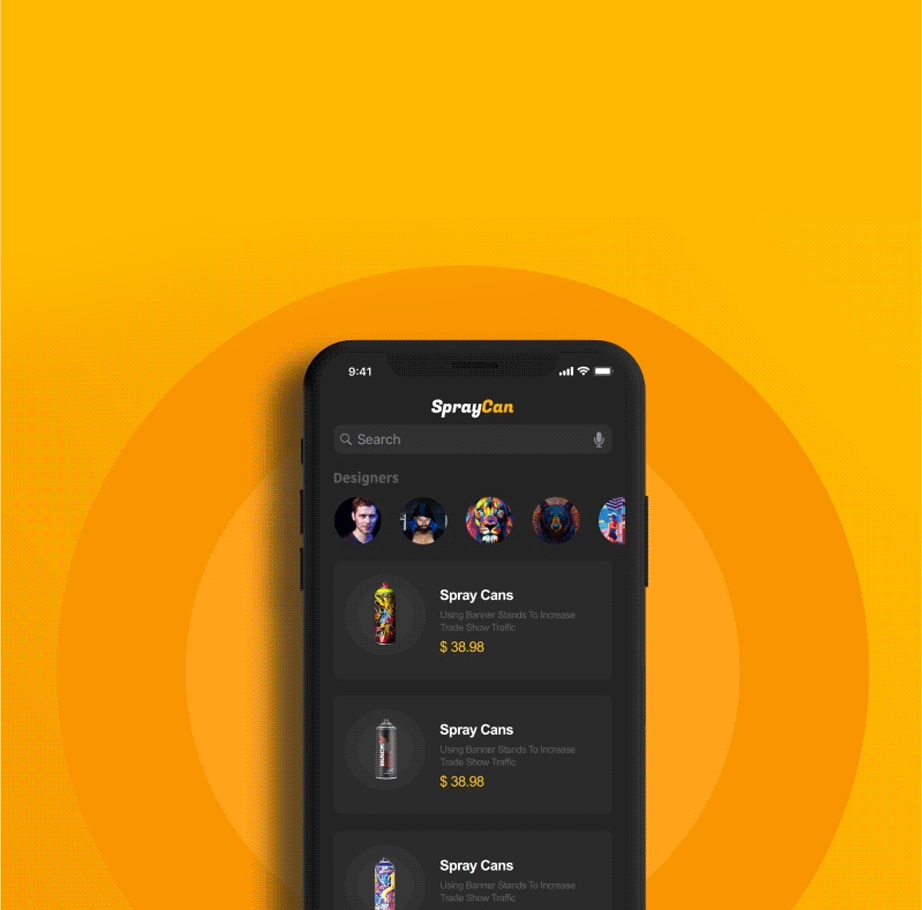 9:41
SprayCan
Search
Designers
Spray Cans
Using Banner Stands To Increase
Trade Show Traffic
$ 38.98
BLACK
Spray Cans
Using Banner Stands To Increase
Trade Show Traffic
$ 38.98
Spray Cans
Using Banner Stands To Increase
Trade Show Traffic